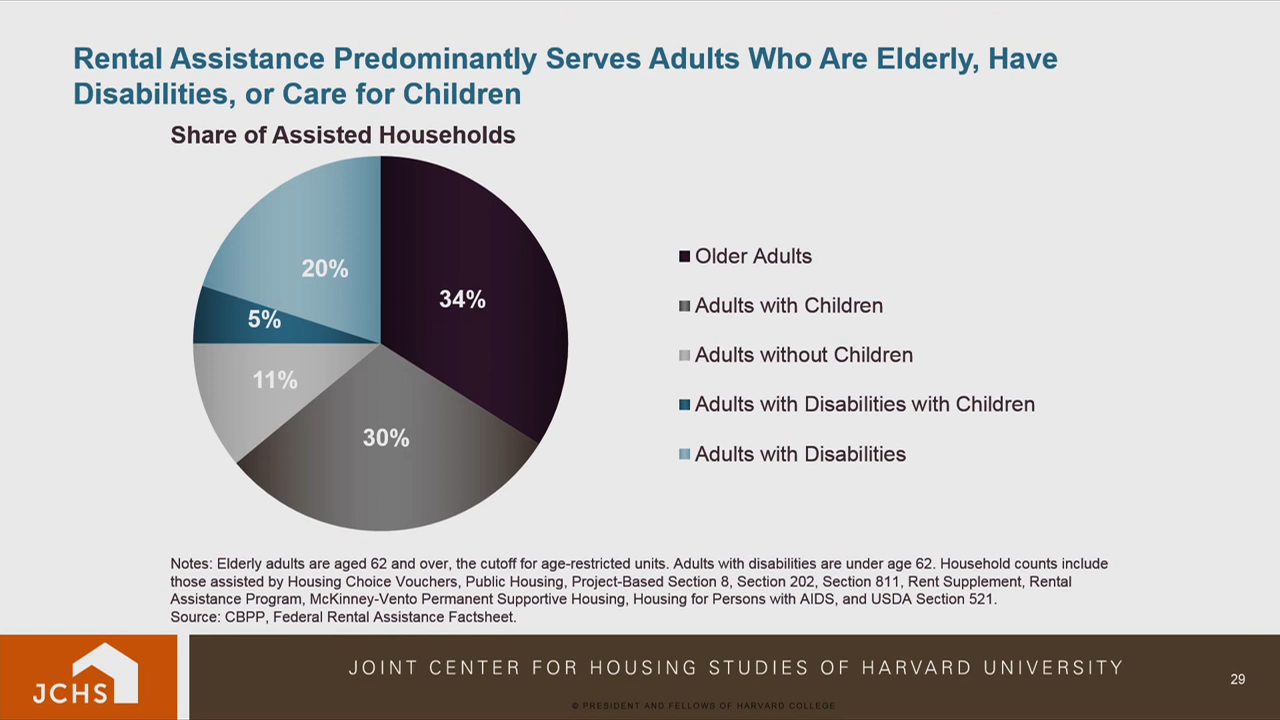 Rental Assistance Predominantly Serves Adults Who Are Elderly, Have
Disabilities, or Care for Children
Share of Assisted Households
20%
34%
5%
11%
30%
Older Adults
Adults with Children
Adults without Children
Adults with Disabilities with Children
Adults with Disabilities
Notes: Elderly adults are aged 62 and over, the cutoff for age-restricted units. Adults with disabilities are under age 62. Household counts include
those assisted by Housing Choice Vouchers, Public Housing, Project-Based Section 8, Section 202, Section 811, Rent Supplement, Rental
Assistance Program, McKinney-Vento Permanent Supportive Housing, Housing for Persons with AIDS, and USDA Section 521.
Source: CBPP, Federal Rental Assistance Factsheet.
JCHS
JOINT CENTER FOR HOUSING STUDIES OF HARVARD UNIVERSITY
29
© PRESIDENT AND FELLOWS OF HARVARD COLLEGE